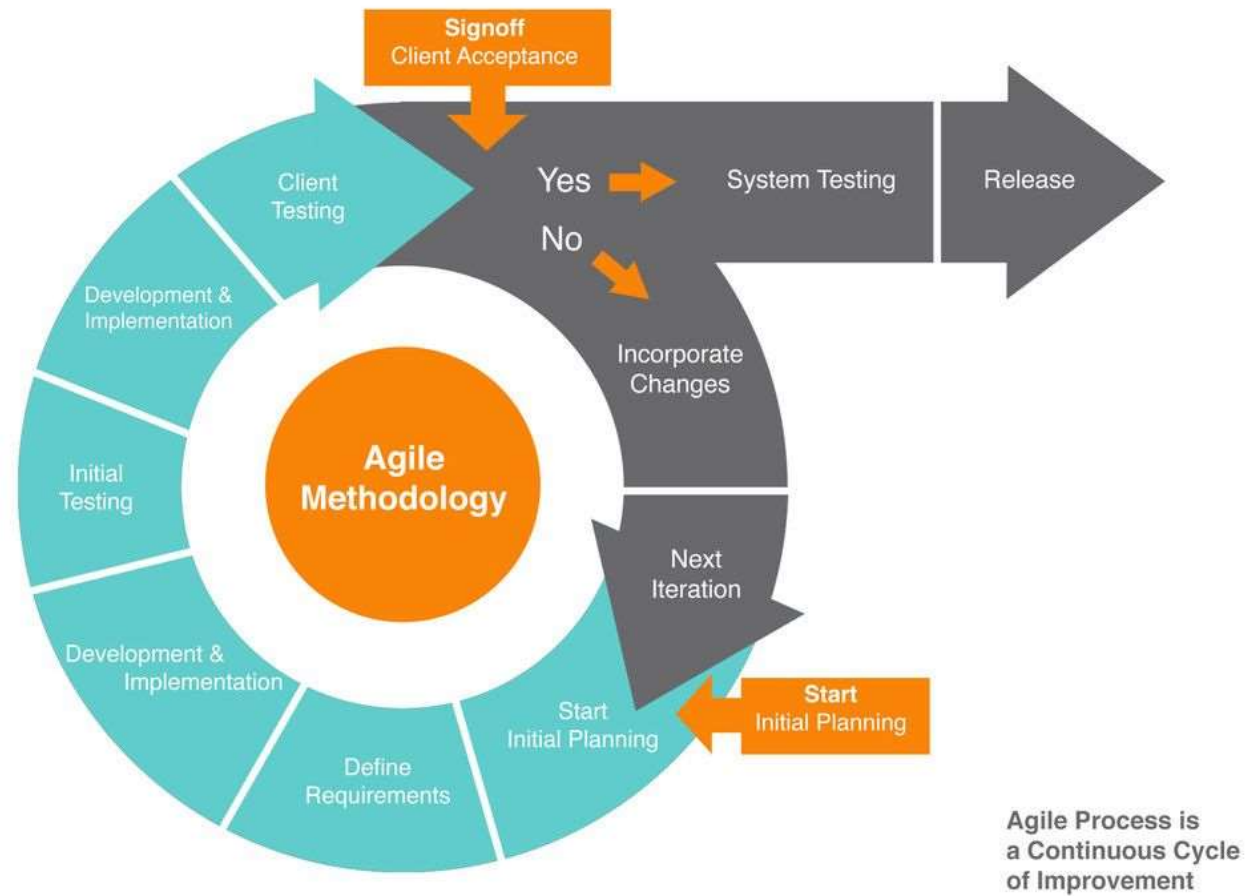 Signoff
Client Acceptance
Client
Testing
Yes
System Testing
Release
No
Development &
Implementation
Incorporate
Changes
Agile
Methodology
Initial
Testing
Next
Iteration
Development &
Implementation
Start
Initial Planning
Start
Initial Planning
Define
Requirements
Agile Process is
a Continuous Cycle
of Improvement